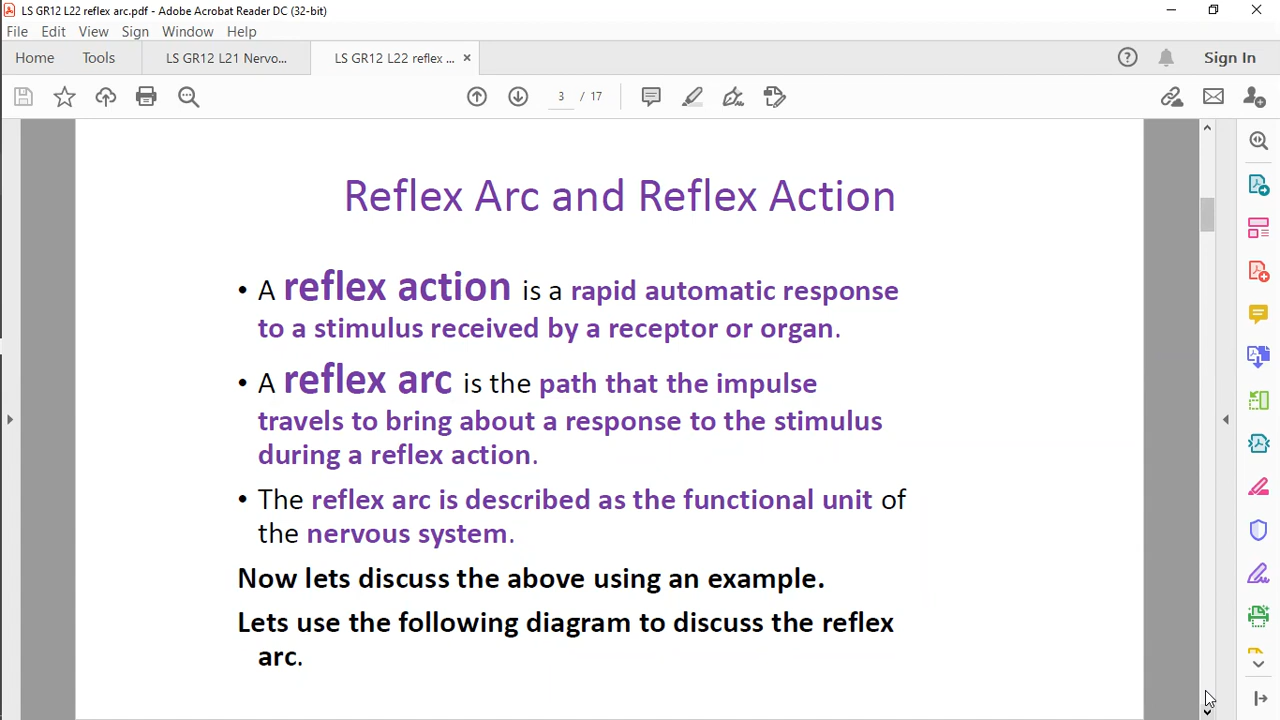 LS GR12 L22 reflex arc.pdf - Adobe Acrobat Reader DC (32-bit)
File Edit View Sign Window Help
Home Tools LS GR12 L21 Nervo... LS GR12 L22 reflex ... × Sign In
3 / 17
Reflex Arc and Reflex Action
• A reflex action is a rapid automatic response
to a stimulus received by a receptor or organ.
• A reflex arc is the path that the impulse
travels to bring about a response to the stimulus
during a reflex action.
• The reflex arc is described as the functional unit of
the nervous system.
Now lets discuss the above using an example.
Lets use the following diagram to discuss the reflex
arc.